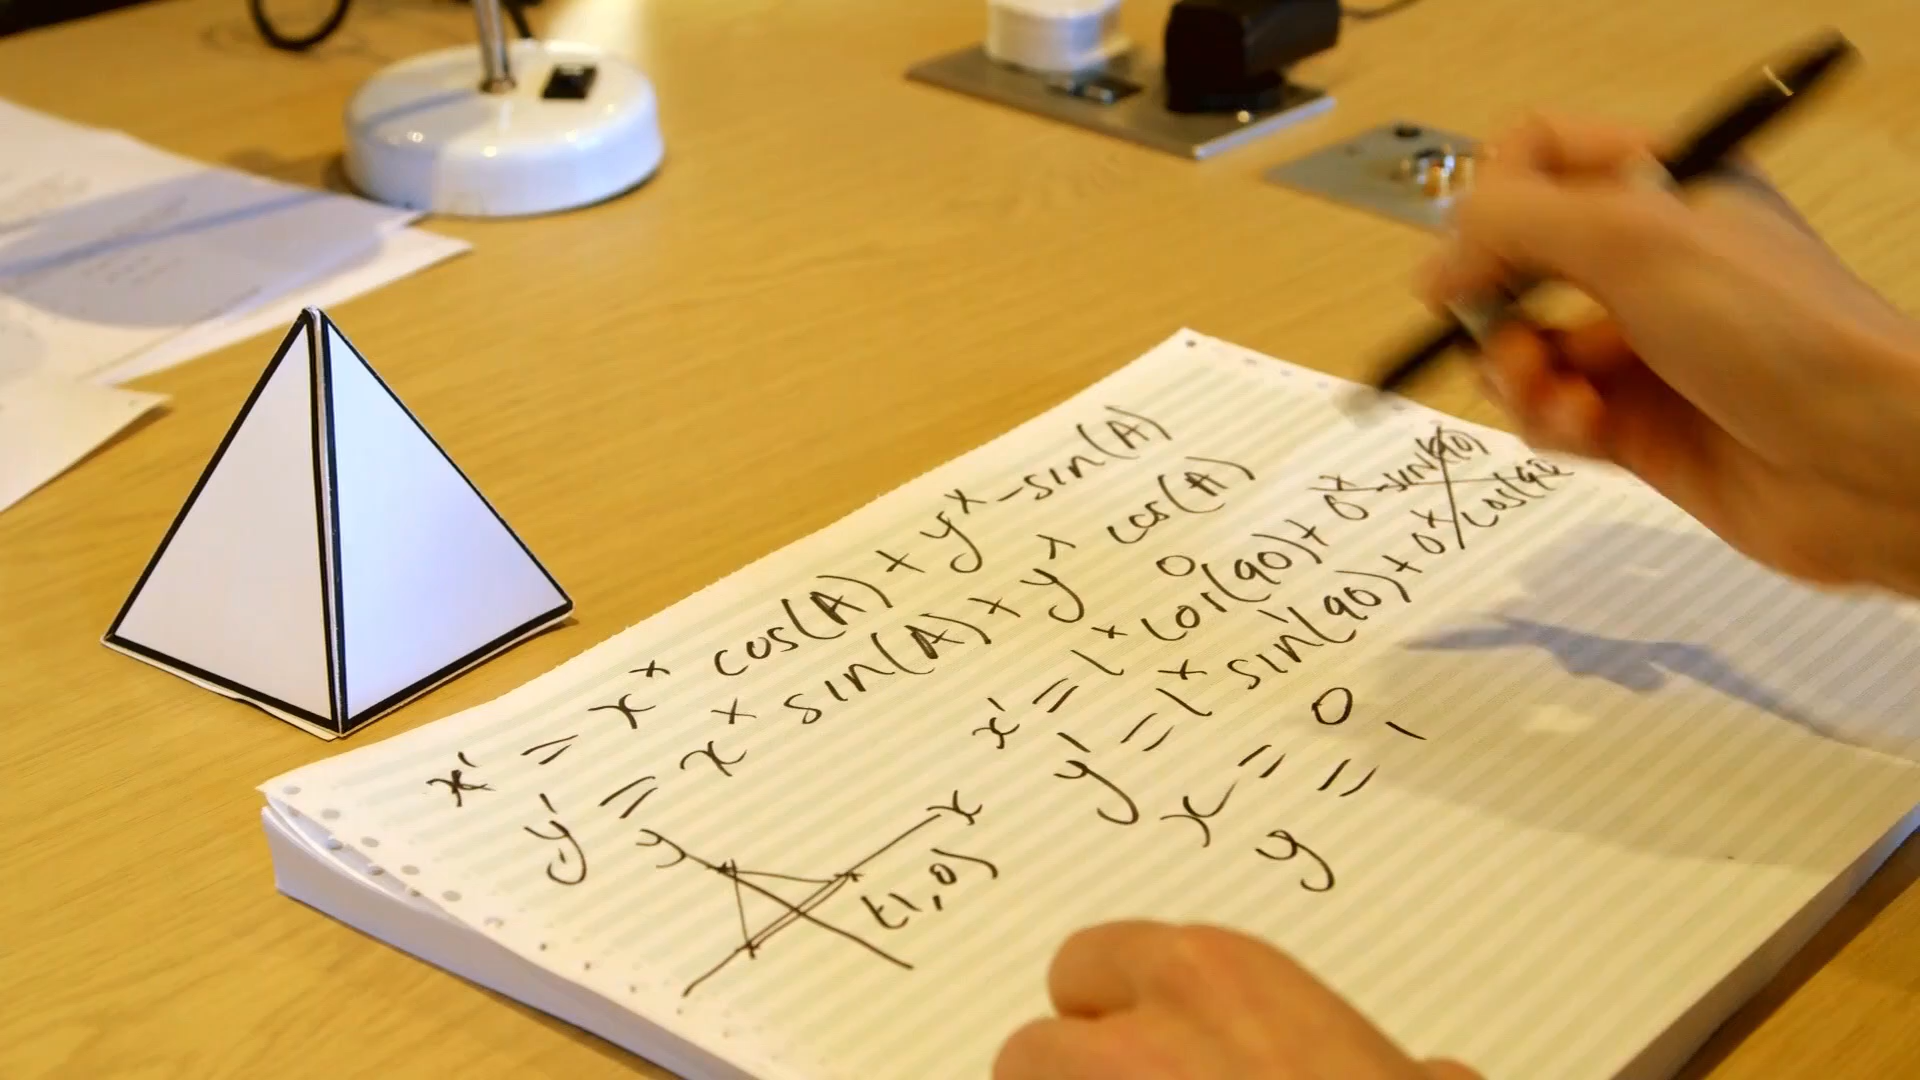 x' = x × cos(A) + y × -sin(A)
y' = x × sin(A) + y × cos(A)
0
x' = 1 × cos(90) + 0 × -sin(90)
y' = 1 × sin(90) + 0 × cos(90)
x = 0
y = 1
y x
(1,0)